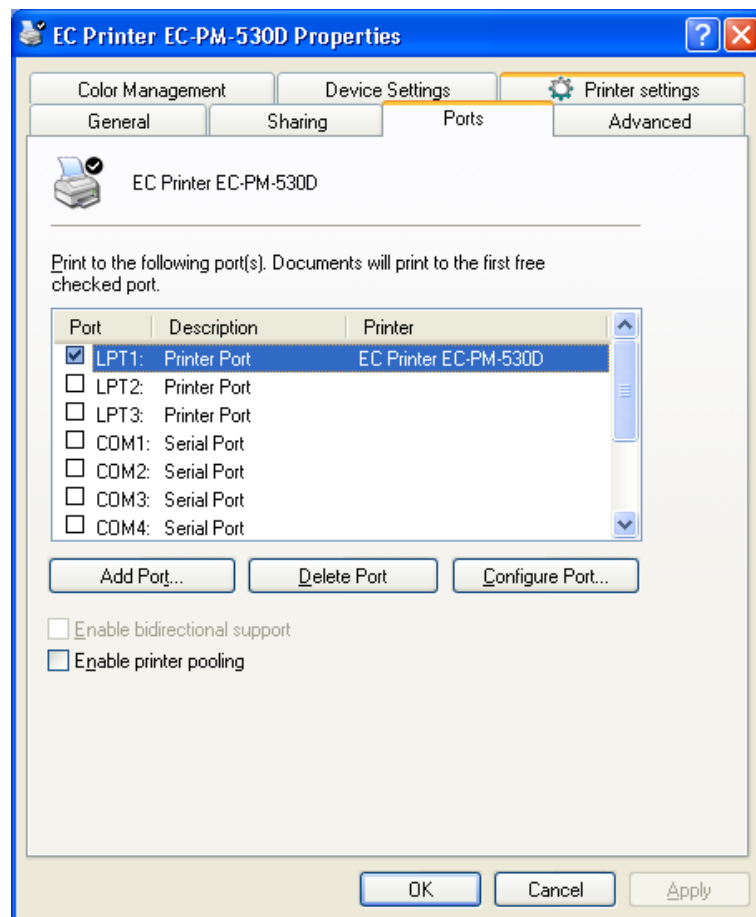 EC Printer EC-PM-530D Properties
Color Management Device Settings Printer settings
General Sharing Ports Advanced
EC Printer EC-PM-530D
Print to the following port(s). Documents will print to the first free
checked port.
Port Description Printer
LPT1: Printer Port EC Printer EC-PM-530D
LPT2: Printer Port
LPT3: Printer Port
COM1: Serial Port
COM2: Serial Port
COM3: Serial Port
COM4: Serial Port
Add Port... Delete Port Configure Port...
Enable bidirectional support
Enable printer pooling
OK Cancel Apply